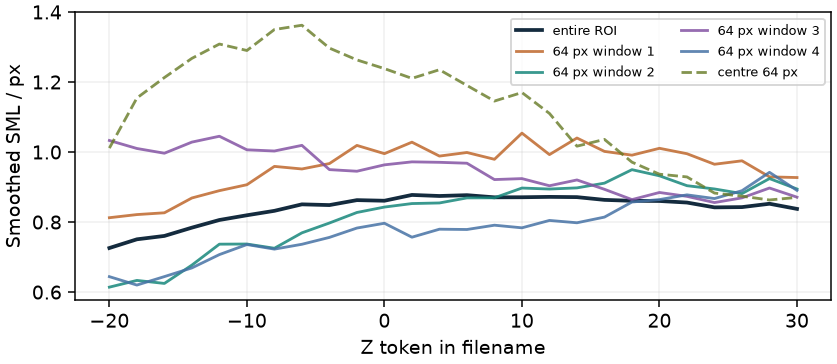 Smoothed SML / px
1.4
1.2
1.0
0.8
0.6
entire ROI
64 px window 1
64 px window 2
64 px window 3
64 px window 4
centre 64 px
−20
−10
0
10
20
30
Z token in filename